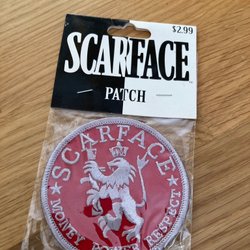 $2.99
SCARFACE
PATCH
SCARFACE
MONEY POWER RESPECT